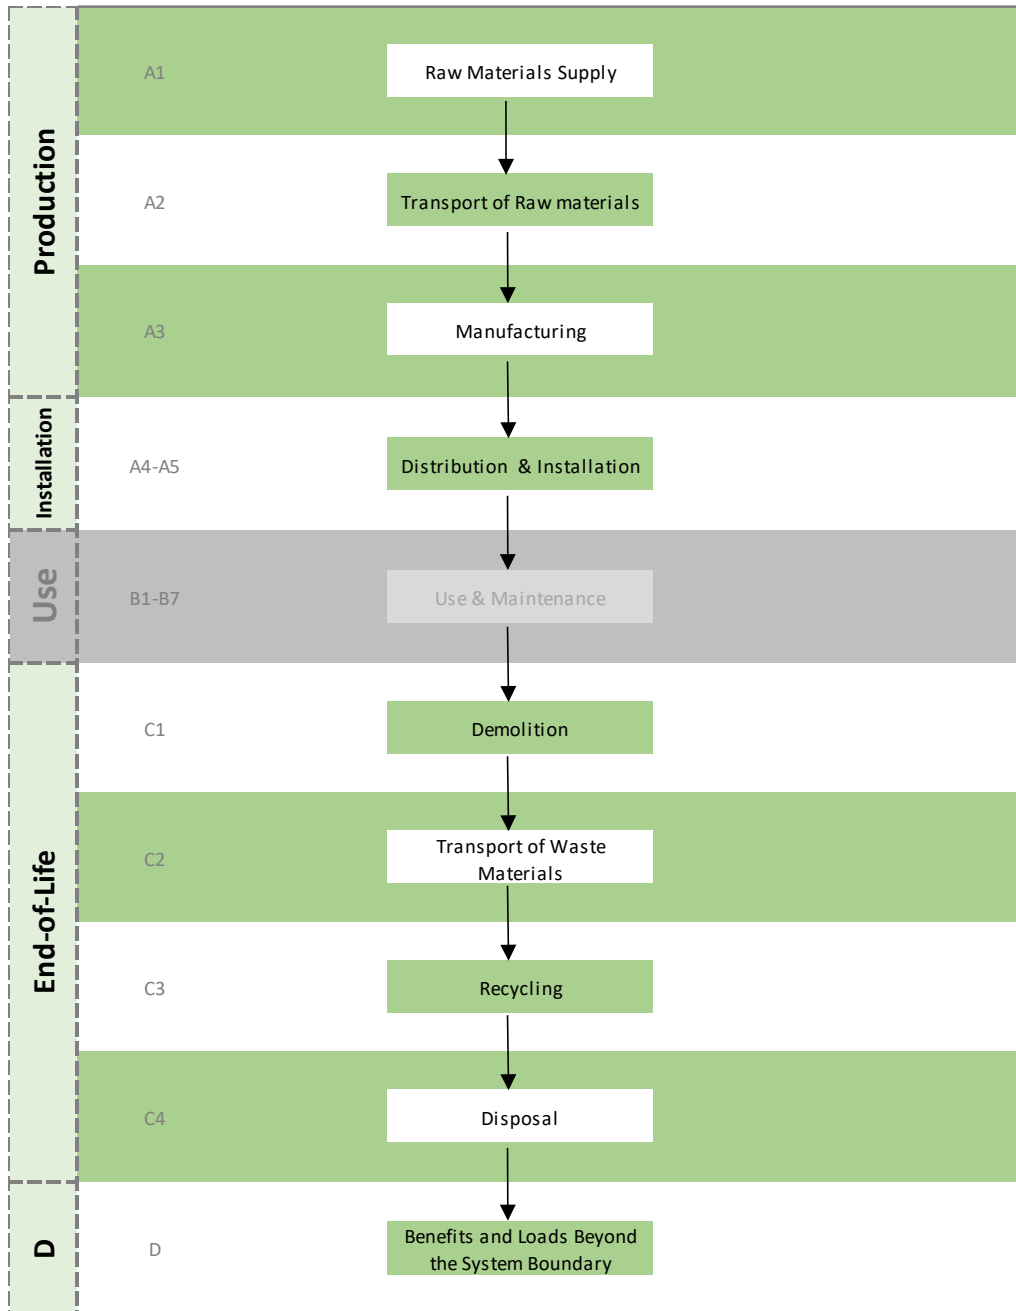 Production
A1
Raw Materials Supply
A2
Transport of Raw materials
A3
Manufacturing
Installation
A4-A5
Distribution & Installation
Use
B1-B7
Use & Maintenance
End-of-Life
C1
Demolition
C2
Transport of Waste
Materials
C3
Recycling
C4
Disposal
D
D
Benefits and Loads Beyond
the System Boundary